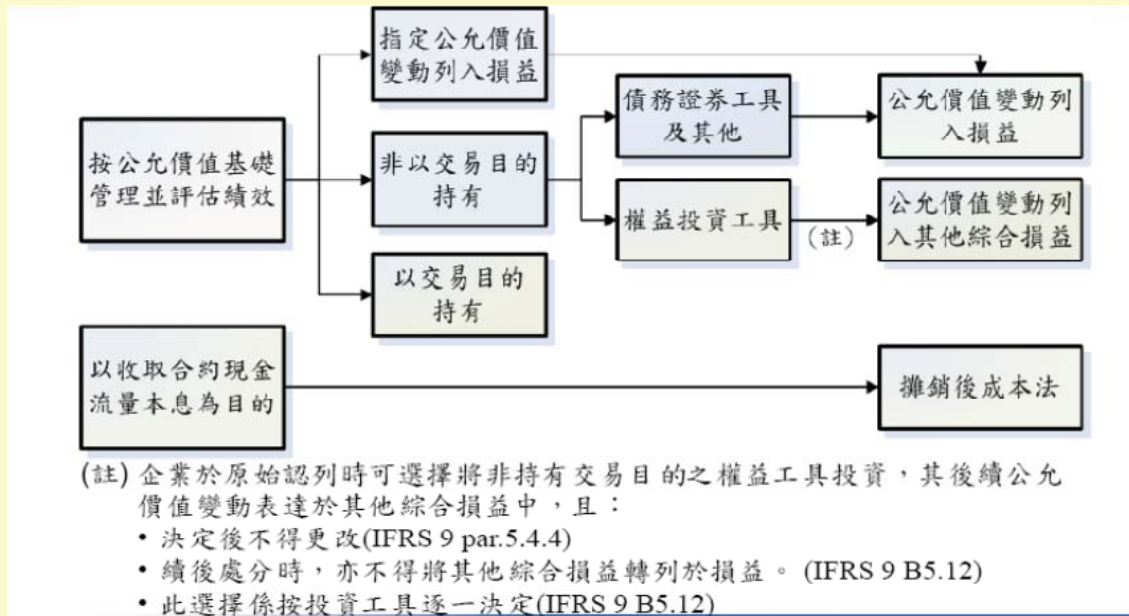 指定公允價值
變動列入損益
債務證券工具
及其他
公允價值變動列
入損益
按公允價值基礎
管理並評估績效
非以交易目的
持有
權益投資工具
(註)
公允價值變動列
入其他綜合損益
以交易目的
持有
以收取合約現金
流量本息為目的
攤銷後成本法
(註) 企業於原始認列時可選擇將非持有交易目的之權益工具投資，其後續公允
價值變動表達於其他綜合損益中，且：
• 決定後不得更改(IFRS 9 par.5.4.4)
• 續後處分時，亦不得將其他綜合損益轉列於損益。 (IFRS 9 B5.12)
• 此選擇係按投資工具逐一決定(IFRS 9 B5.12)